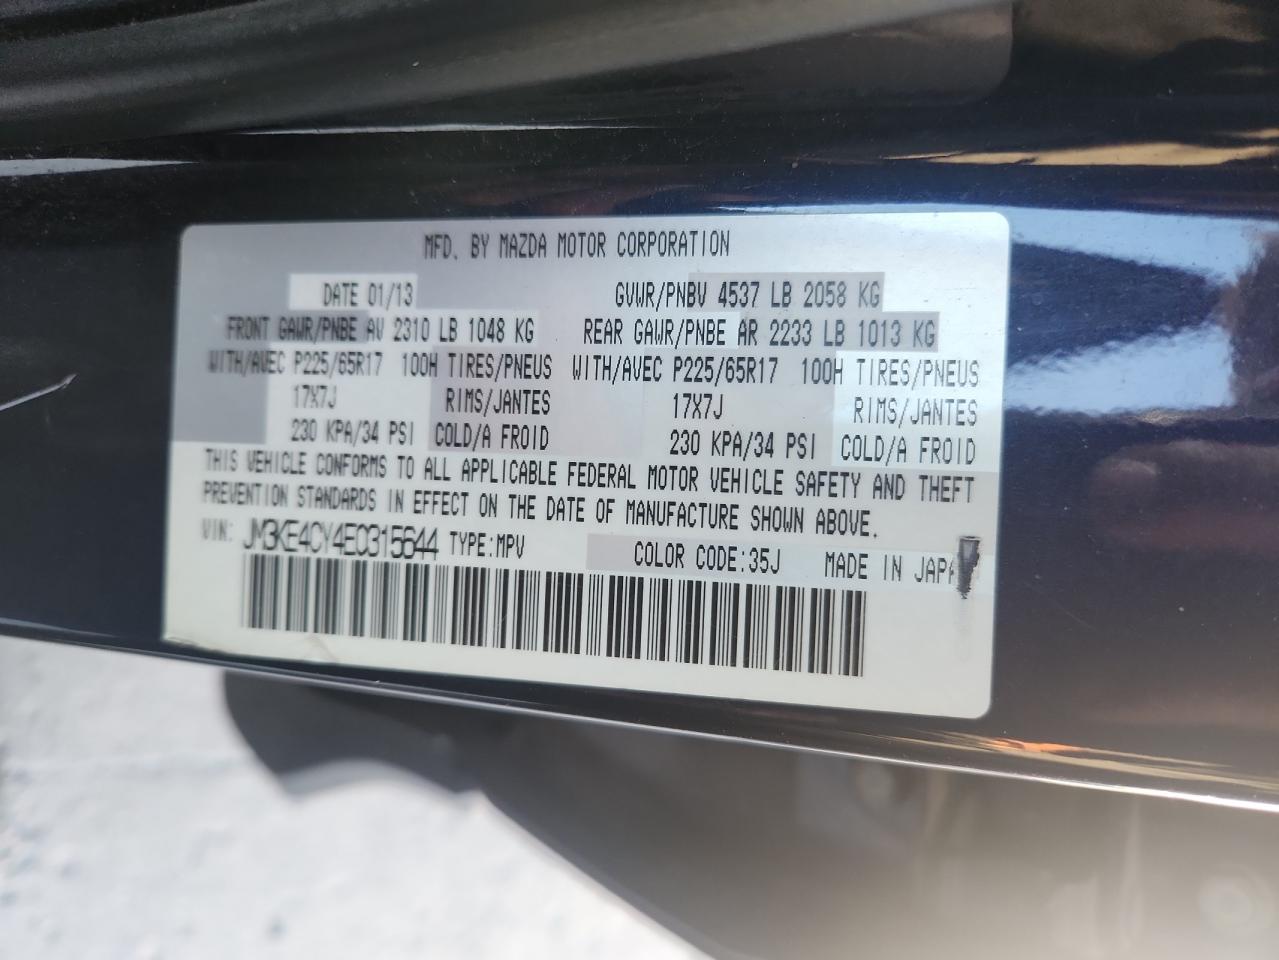 MFD. BY MAZDA MOTOR CORPORATION
DATE 01/13 GVWR/PNBV 4537 LB 2058 KG
FRONT GAWR/PNBE AV 2310 LB 1048 KG REAR GAWR/PNBE AR 2233 LB 1013 KG
WITH/AVEC P225/65R17 100H TIRES/PNEUS WITH/AVEC P225/65R17 100H TIRES/PNEUS
17X7J RIMS/JANTES 17X7J RIMS/JANTES
230 KPA/34 PSI COLD/A FROID 230 KPA/34 PSI COLD/A FROID
THIS VEHICLE CONFORMS TO ALL APPLICABLE FEDERAL MOTOR VEHICLE SAFETY AND THEFT
PREVENTION STANDARDS IN EFFECT ON THE DATE OF MANUFACTURE SHOWN ABOVE.
VIN: JM3KE4CY4E0315644 TYPE:MPV COLOR CODE:35J MADE IN JAPA